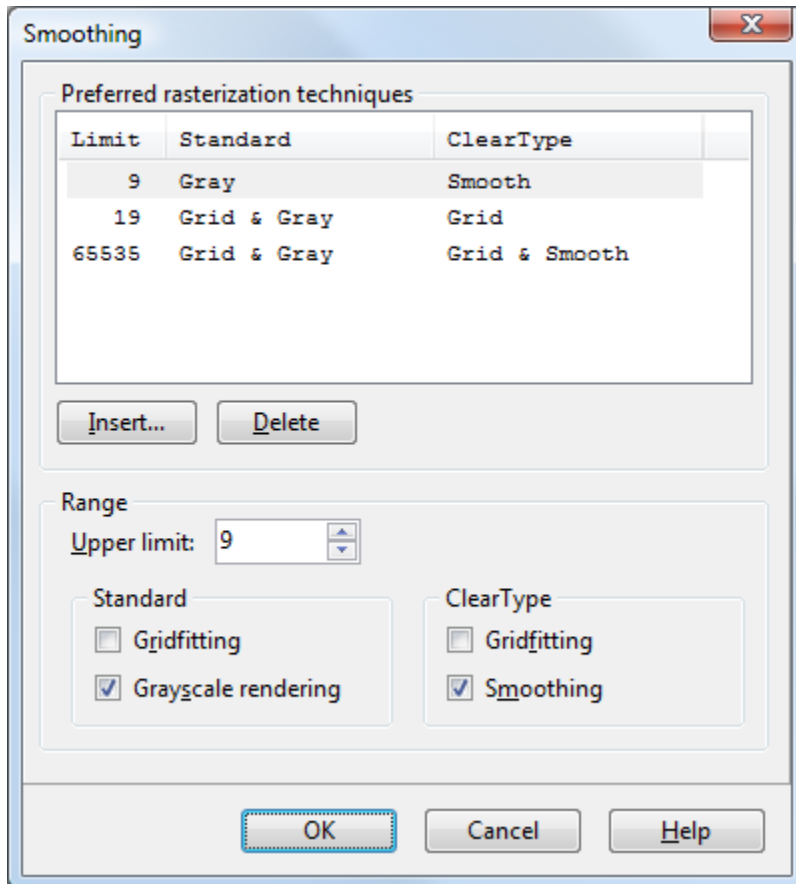 Smoothing
Preferred rasterization techniques
Limit Standard ClearType
9 Gray Smooth
19 Grid & Gray Grid
65535 Grid & Gray Grid & Smooth
Insert... Delete
Range
Upper limit: 9
Standard ClearType
Gridfitting Gridfitting
Grayscale rendering Smoothing
OK Cancel Help